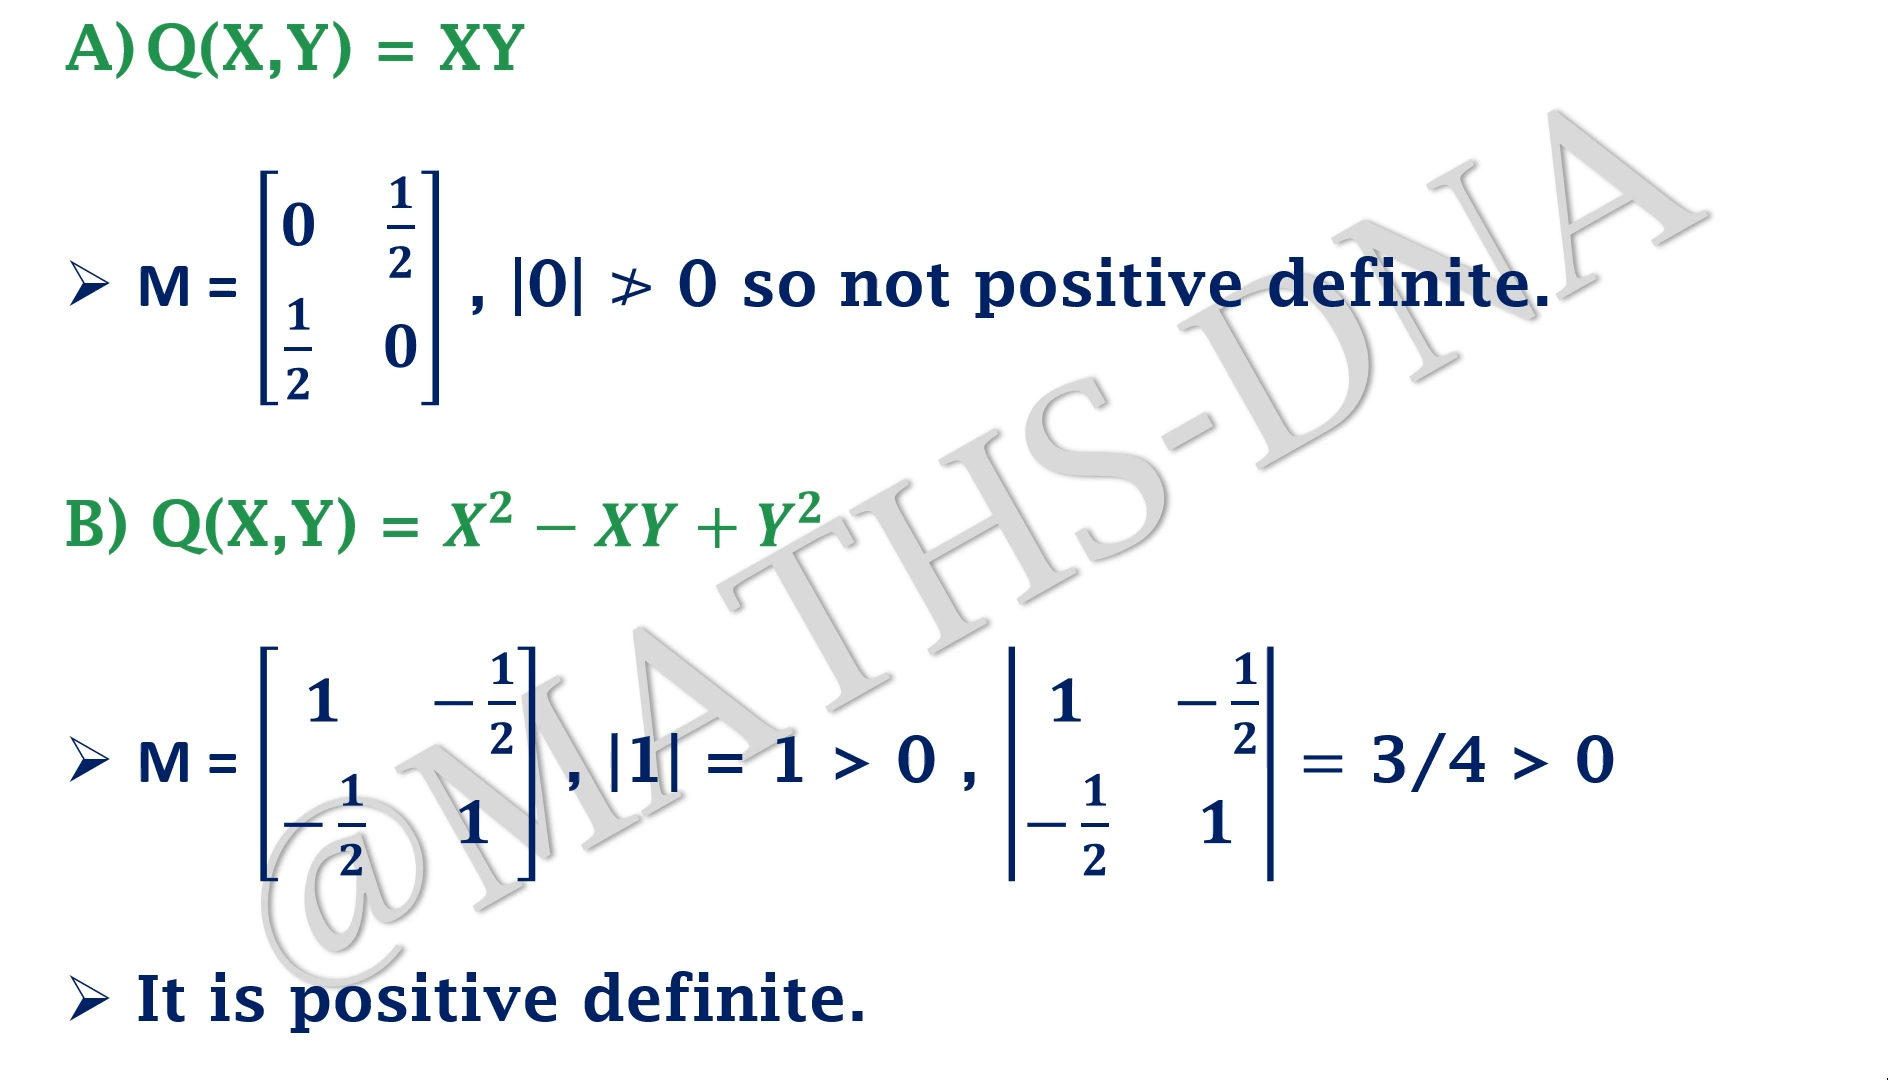 A) Q(X,Y) = XY
➢ M = [0 1/2; 1/2 0] , |0| ≯ 0 so not positive definite.
B) Q(X,Y) = X² − XY + Y²
➢ M = [1 −1/2; −1/2 1] , |1| = 1 > 0 , |1 −1/2; −1/2 1| = 3/4 > 0
➢ It is positive definite.
@MATHS-DNA